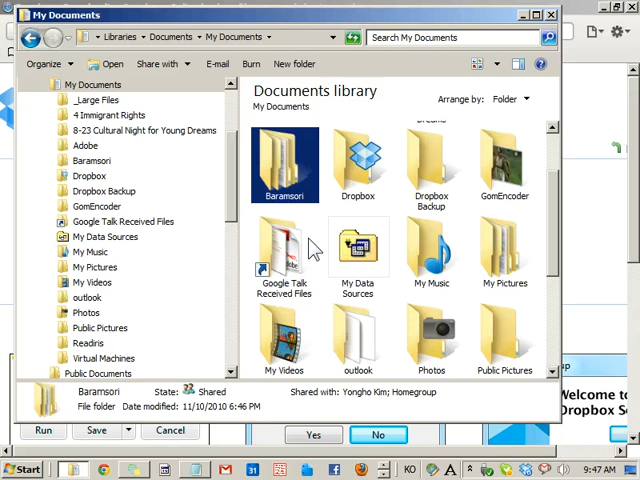 My Documents
Libraries
Documents
My Documents
Search My Documents
Organize
Open
Share with
E-mail
Burn
New folder
My Documents
_Large Files
4 Immigrant Rights
8-23 Cultural Night for Young Dreams
Adobe
Baramsori
Dropbox
Dropbox Backup
GomEncoder
Google Talk Received Files
My Data Sources
My Music
My Pictures
My Videos
outlook
Photos
Public Pictures
Readiris
Virtual Machines
Public Documents
Documents library
My Documents
Arrange by: Folder
Dreams
Baramsori
Dropbox
Dropbox Backup
GomEncoder
Google Talk Received Files
My Data Sources
My Music
My Pictures
My Videos
outlook
Photos
Public Pictures
Baramsori
State: Shared
Shared with: Yongho Kim; Homegroup
File folder
Date modified: 11/10/2010 6:46 PM
Run
Save
Cancel
Yes
No
up
Welcome to
Dropbox S
Start
KO
9:47 AM